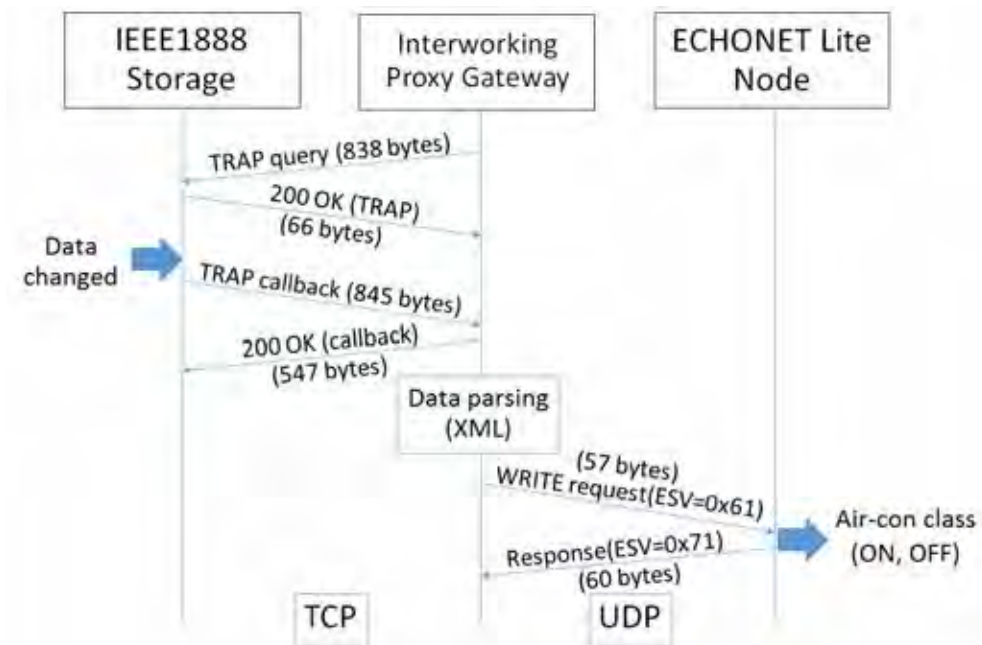 IEEE1888
Storage
Interworking
Proxy Gateway
ECHONET Lite
Node
TRAP query (838 bytes)
200 OK (TRAP)
(66 bytes)
Data
changed
TRAP callback (845 bytes)
200 OK (callback)
(547 bytes)
Data parsing
(XML)
(57 bytes)
WRITE request(ESV=0x61)
Air-con class
(ON, OFF)
Response(ESV=0x71)
(60 bytes)
TCP
UDP